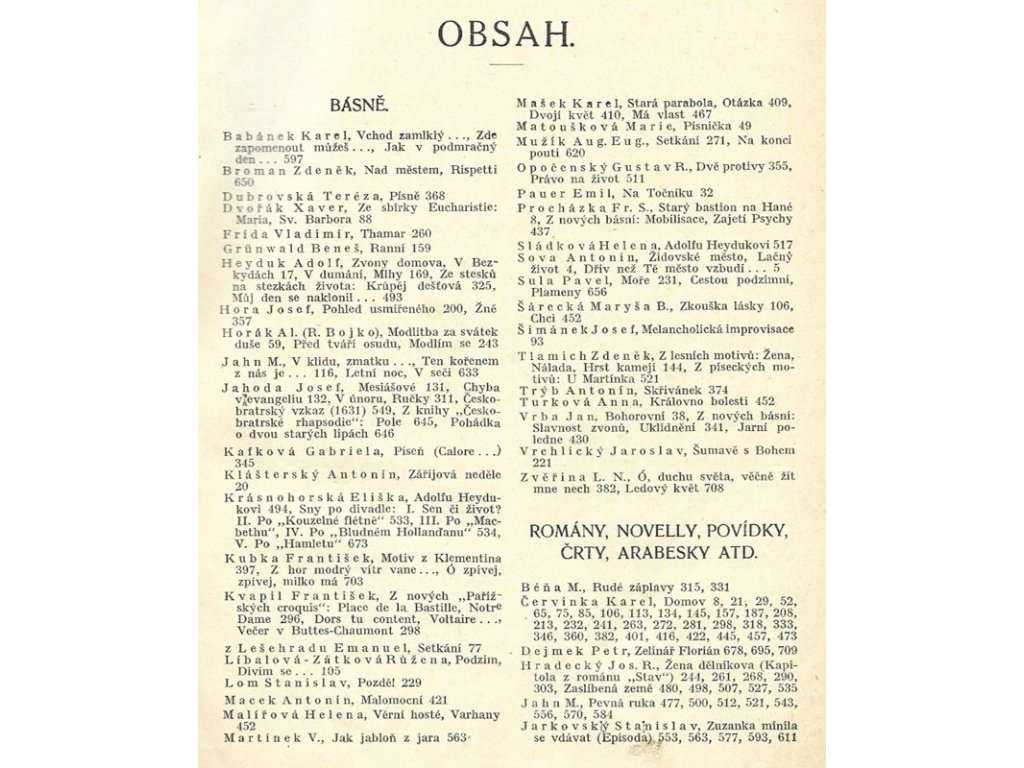 OBSAH.
BÁSNĚ.
Babánek Karel, Vchod zamlklý..., Zde
zapomenout můžeš..., Jak v podmračný
den... 597
Broman Zdeněk, Nad městem, Rispetti
650
Dubrovská Teréza, Písně 368
Dvořák Xaver, Ze sbírky Eucharistie:
Maria, Sv. Barbora 88
Frída Vladimír, Thamar 260
Grünwald Beneš, Ranní 159
Heyduk Adolf, Zvony domova, V Bez-
kydách 17, V dumání, Mlhy 169, Ze stesků
na stezkách života: Krůpěj dešťová 325,
Můj den se naklonil... 493
Hora Josef, Pohled usmířeného 200, Žně
357
Horák Al. (R. Bojko), Modlitba za svátek
duše 59, Před tváří osudu, Modlím se 243
Jahn M., V klidu, zmatku..., Ten kořenem
z nás je... 116, Letní noc, V seči 633
Jahoda Josef, Mesiášové 131, Chyba
v evangeliu 132, V únoru, Ručky 311, Česko-
bratrský vzkaz (1631) 549, Z knihy „Česko-
bratrské rhapsodie“: Pole 645, Pohádka
o dvou starých lipách 646
Kafková Gabriela, Píseň (Calore...)
345
Klášterský Antonín, Zářijová neděle
20
Krásnohorská Eliška, Adolfu Heydu-
kovi 494, Sny po divadle: I. Sen či život?
II. Po „Kouzelné flétně“ 533, III. Po „Mac-
bethu“, IV. Po „Bludném Hollanďanu“ 534,
V. Po „Hamletu“ 673
Kubka František, Motiv z Klementina
397, Z hor modrý vítr vane..., Ó zpívej,
zpívej, milko má 703
Kvapil František, Z nových „Paříž-
ských croquis“: Place de la Bastille, Notre
Dame 296, Dors tu content, Voltaire...,
Večer v Buttes-Chaumont 298
z Lešehradu Emanuel, Setkání 77
Líbalová-Zátková Růžena, Podzim,
Divím se... 105
Lom Stanislav, Pozdě! 229
Macek Antonín, Malomocní 421
Malířová Helena, Věrní hosté, Varhany
452
Martínek V., Jak jabloň z jara 563
Mašek Karel, Stará parabola, Otázka 409,
Dvojí květ 410, Má vlast 467
Matoušková Marie, Písnička 49
Mužík Aug. Eug., Setkání 271, Na konci
pouti 620
Opočenský Gustav R., Dvě protivy 355,
Právo na život 511
Pauer Emil, Na Točníku 32
Procházka Fr. S., Starý bastion na Hané
8, Z nových básní: Mobilisace, Zajetí Psychy
437
Sládková Helena, Adolfu Heydukovi 517
Sova Antonín, Židovské město, Lačný
život 4, Dřív než Tě město vzbudí... 5
Sula Pavel, Moře 231, Cestou podzimní,
Plameny 656
Šárecká Maryša B., Zkouška lásky 106,
Chci 452
Šimánek Josef, Melancholická improvisace
93
Tlamich Zdeněk, Z lesních motivů: Žena,
Nálada, Hrst kamejí 144, Z píseckých mo-
tivů: U Martínka 521
Trýb Antonín, Skřivánek 374
Turková Anna, Královno bolesti 452
Vrba Jan, Bohorovní 38, Z nových básní:
Slavnost zvonů, Uklidnění 341, Jarní po-
ledne 430
Vrchlický Jaroslav, Šumavě s Bohem
221
Zvěřina L. N., Ó, duchu světa, věčně žít
mne nech 382, Ledový květ 708
ROMÁNY, NOVELLY, POVÍDKY,
ČRTY, ARABESKY ATD.
Béňa M., Rudé záplavy 315, 331
Červinka Karel, Domov 8, 21, 29, 52,
65, 75, 85, 106, 113, 134, 145, 157, 187, 208,
213, 232, 241, 263, 272, 281, 298, 318, 333,
346, 360, 382, 401, 416, 422, 445, 457, 473
Dejmek Petr, Zelinář Florián 678, 695, 709
Hradecký Jos. R., Žena dělníkova (Kapi-
tola z románu „Stav“) 244, 261, 268, 290,
303, Zaslíbená země 480, 498, 507, 527, 535
Jahn M., Pevná ruka 477, 500, 512, 521, 543,
556, 570, 584
Jarkovský Stanislav, Zuzanka mínila
se vdávat (Episoda) 553, 563, 577, 593, 611